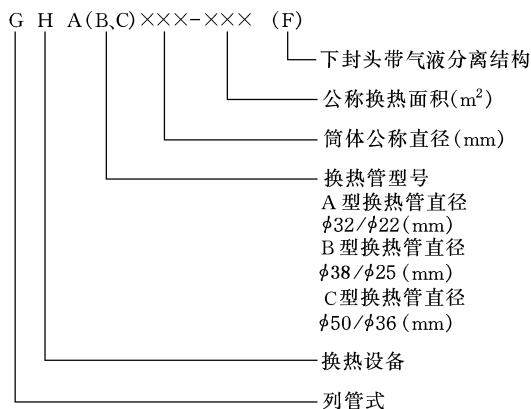 G H A(B、C)×××-××× (F)
下封头带气液分离结构
公称换热面积(m²)
筒体公称直径(mm)
换热管型号
A型换热管直径
ϕ32/ϕ22(mm)
B型换热管直径
ϕ38/ϕ25(mm)
C型换热管直径
ϕ50/ϕ36(mm)
换热设备
列管式